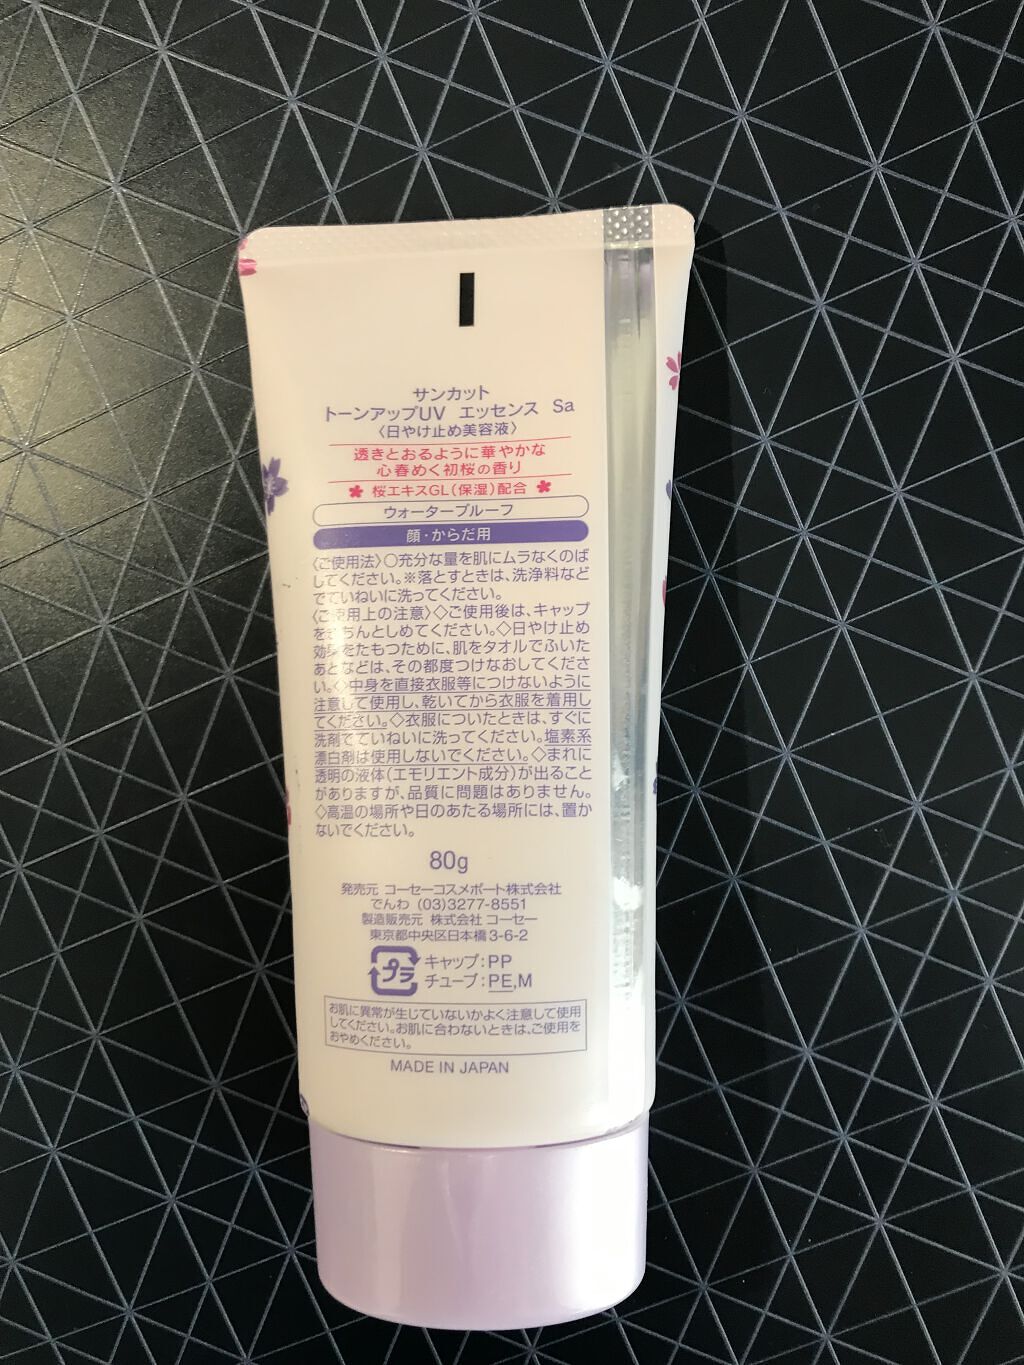 サンカット
トーンアップUV エッセンス Sa
〈日やけ止め美容液〉
透きとおるように華やかな
心春めく初桜の香り
桜エキスGL(保湿)配合
ウォータープルーフ
顔・からだ用
〈ご使用法〉○充分な量を肌にムラなくのば
してください。※落とすときは、洗浄料など
でていねいに洗ってください。
〈ご使用上の注意〉◇ご使用後は、キャップ
をきちんとしめてください。◇日やけ止め
効果をたもつために、肌をタオルでふいた
あとなどは、その都度つけなおしてくださ
い。◇中身を直接衣服等につけないように
注意して使用し、乾いてから衣服を着用し
てください。◇衣服についたときは、すぐに
洗剤でていねいに洗ってください。塩素系
漂白剤は使用しないでください。◇まれに
透明の液体(エモリエント成分)が出ること
がありますが、品質に問題はありません。
◇高温の場所や日のあたる場所には、置か
ないでください。
80g
発売元 コーセーコスメポート株式会社
でんわ (03)3277-8551
製造販売元 株式会社 コーセー
東京都中央区日本橋3-6-2
プラ
キャップ:PP
チューブ:PE,M
お肌に異常が生じていないかよく注意して使用
してください。お肌に合わないときは、ご使用を
おやめください。
MADE IN JAPAN